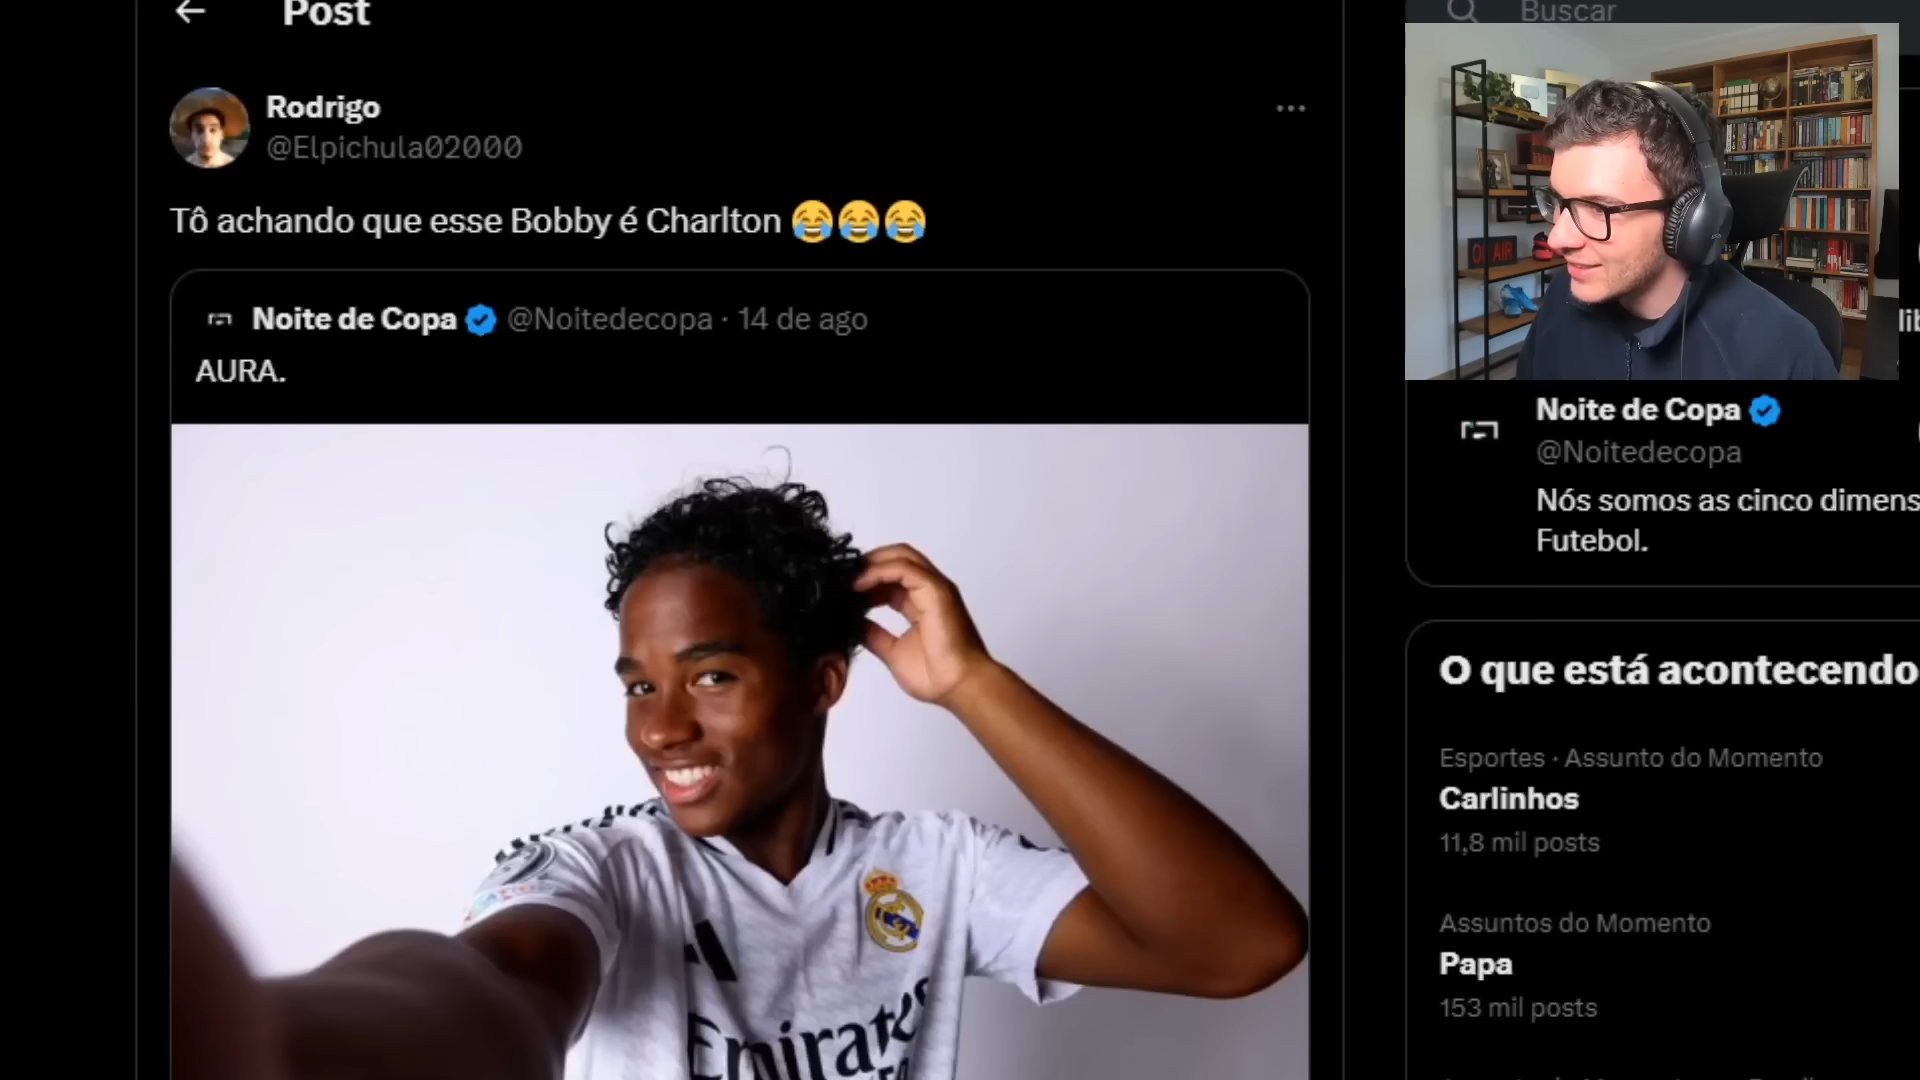 Post
Rodrigo
@Elpichula02000
Tô achando que esse Bobby é Charlton 😂😂😂
Noite de Copa @Noitedecopa · 14 de ago
AURA.
Emirates
Buscar
ON AIR
Noite de Copa
@Noitedecopa
Nós somos as cinco dimens
Futebol.
O que está acontecendo
Esportes · Assunto do Momento
Carlinhos
11,8 mil posts
Assuntos do Momento
Papa
153 mil posts